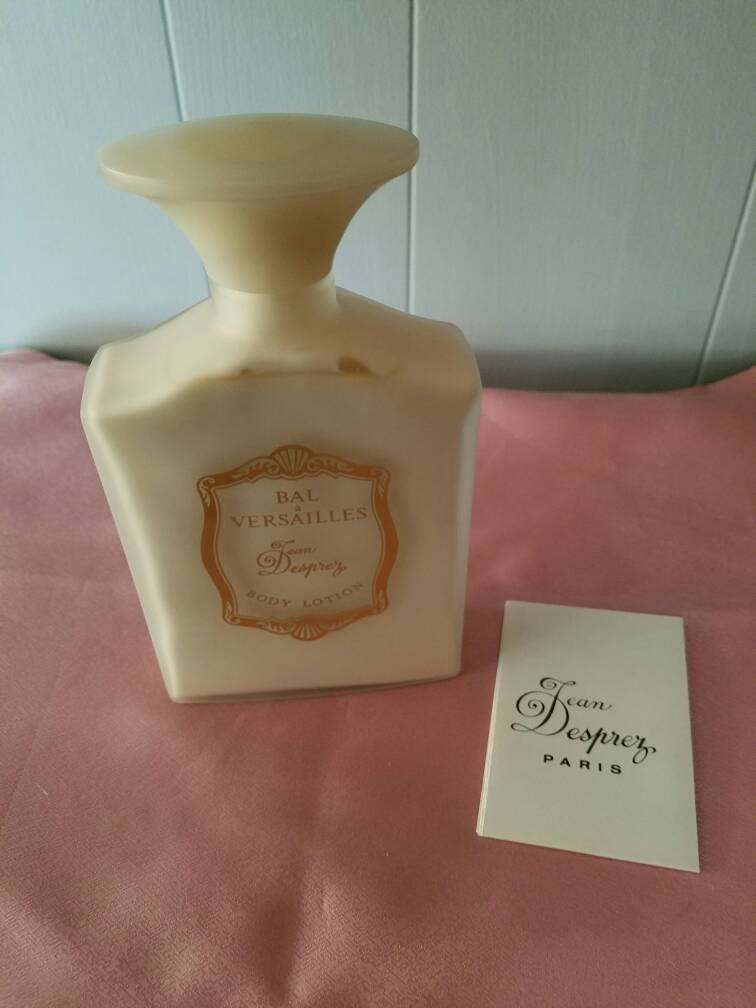 BAL
à
VERSAILLES
Jean
Desprez
BODY LOTION
Jean
Desprez
PARIS